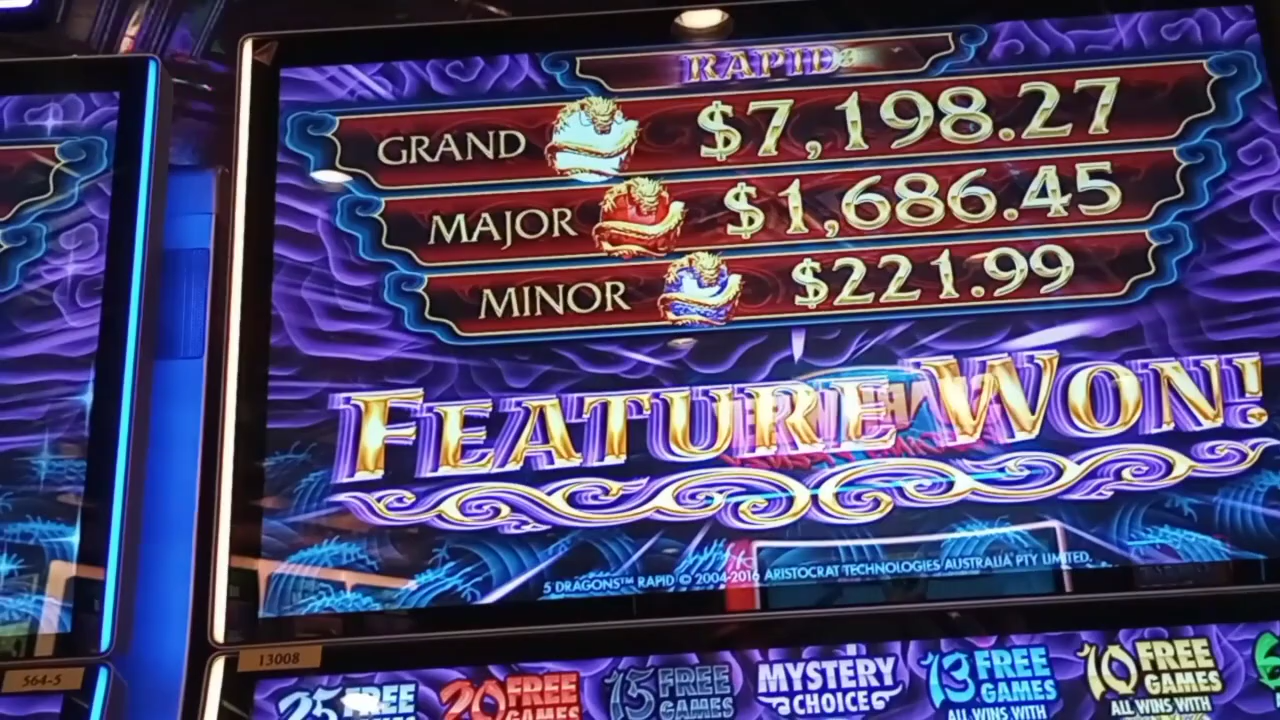 RAPID
GRAND $7,198.27
MAJOR $1,686.45
MINOR $221.99
FEATURE WON!
5 DRAGONS™ RAPID © 2004-2016 ARISTOCRAT TECHNOLOGIES AUSTRALIA PTY LIMITED.
13008
564-5
25 FREE GAMES
20 FREE GAMES
15 FREE GAMES
MYSTERY CHOICE
13 FREE GAMES
ALL WINS WITH
10 FREE GAMES
ALL WINS WITH